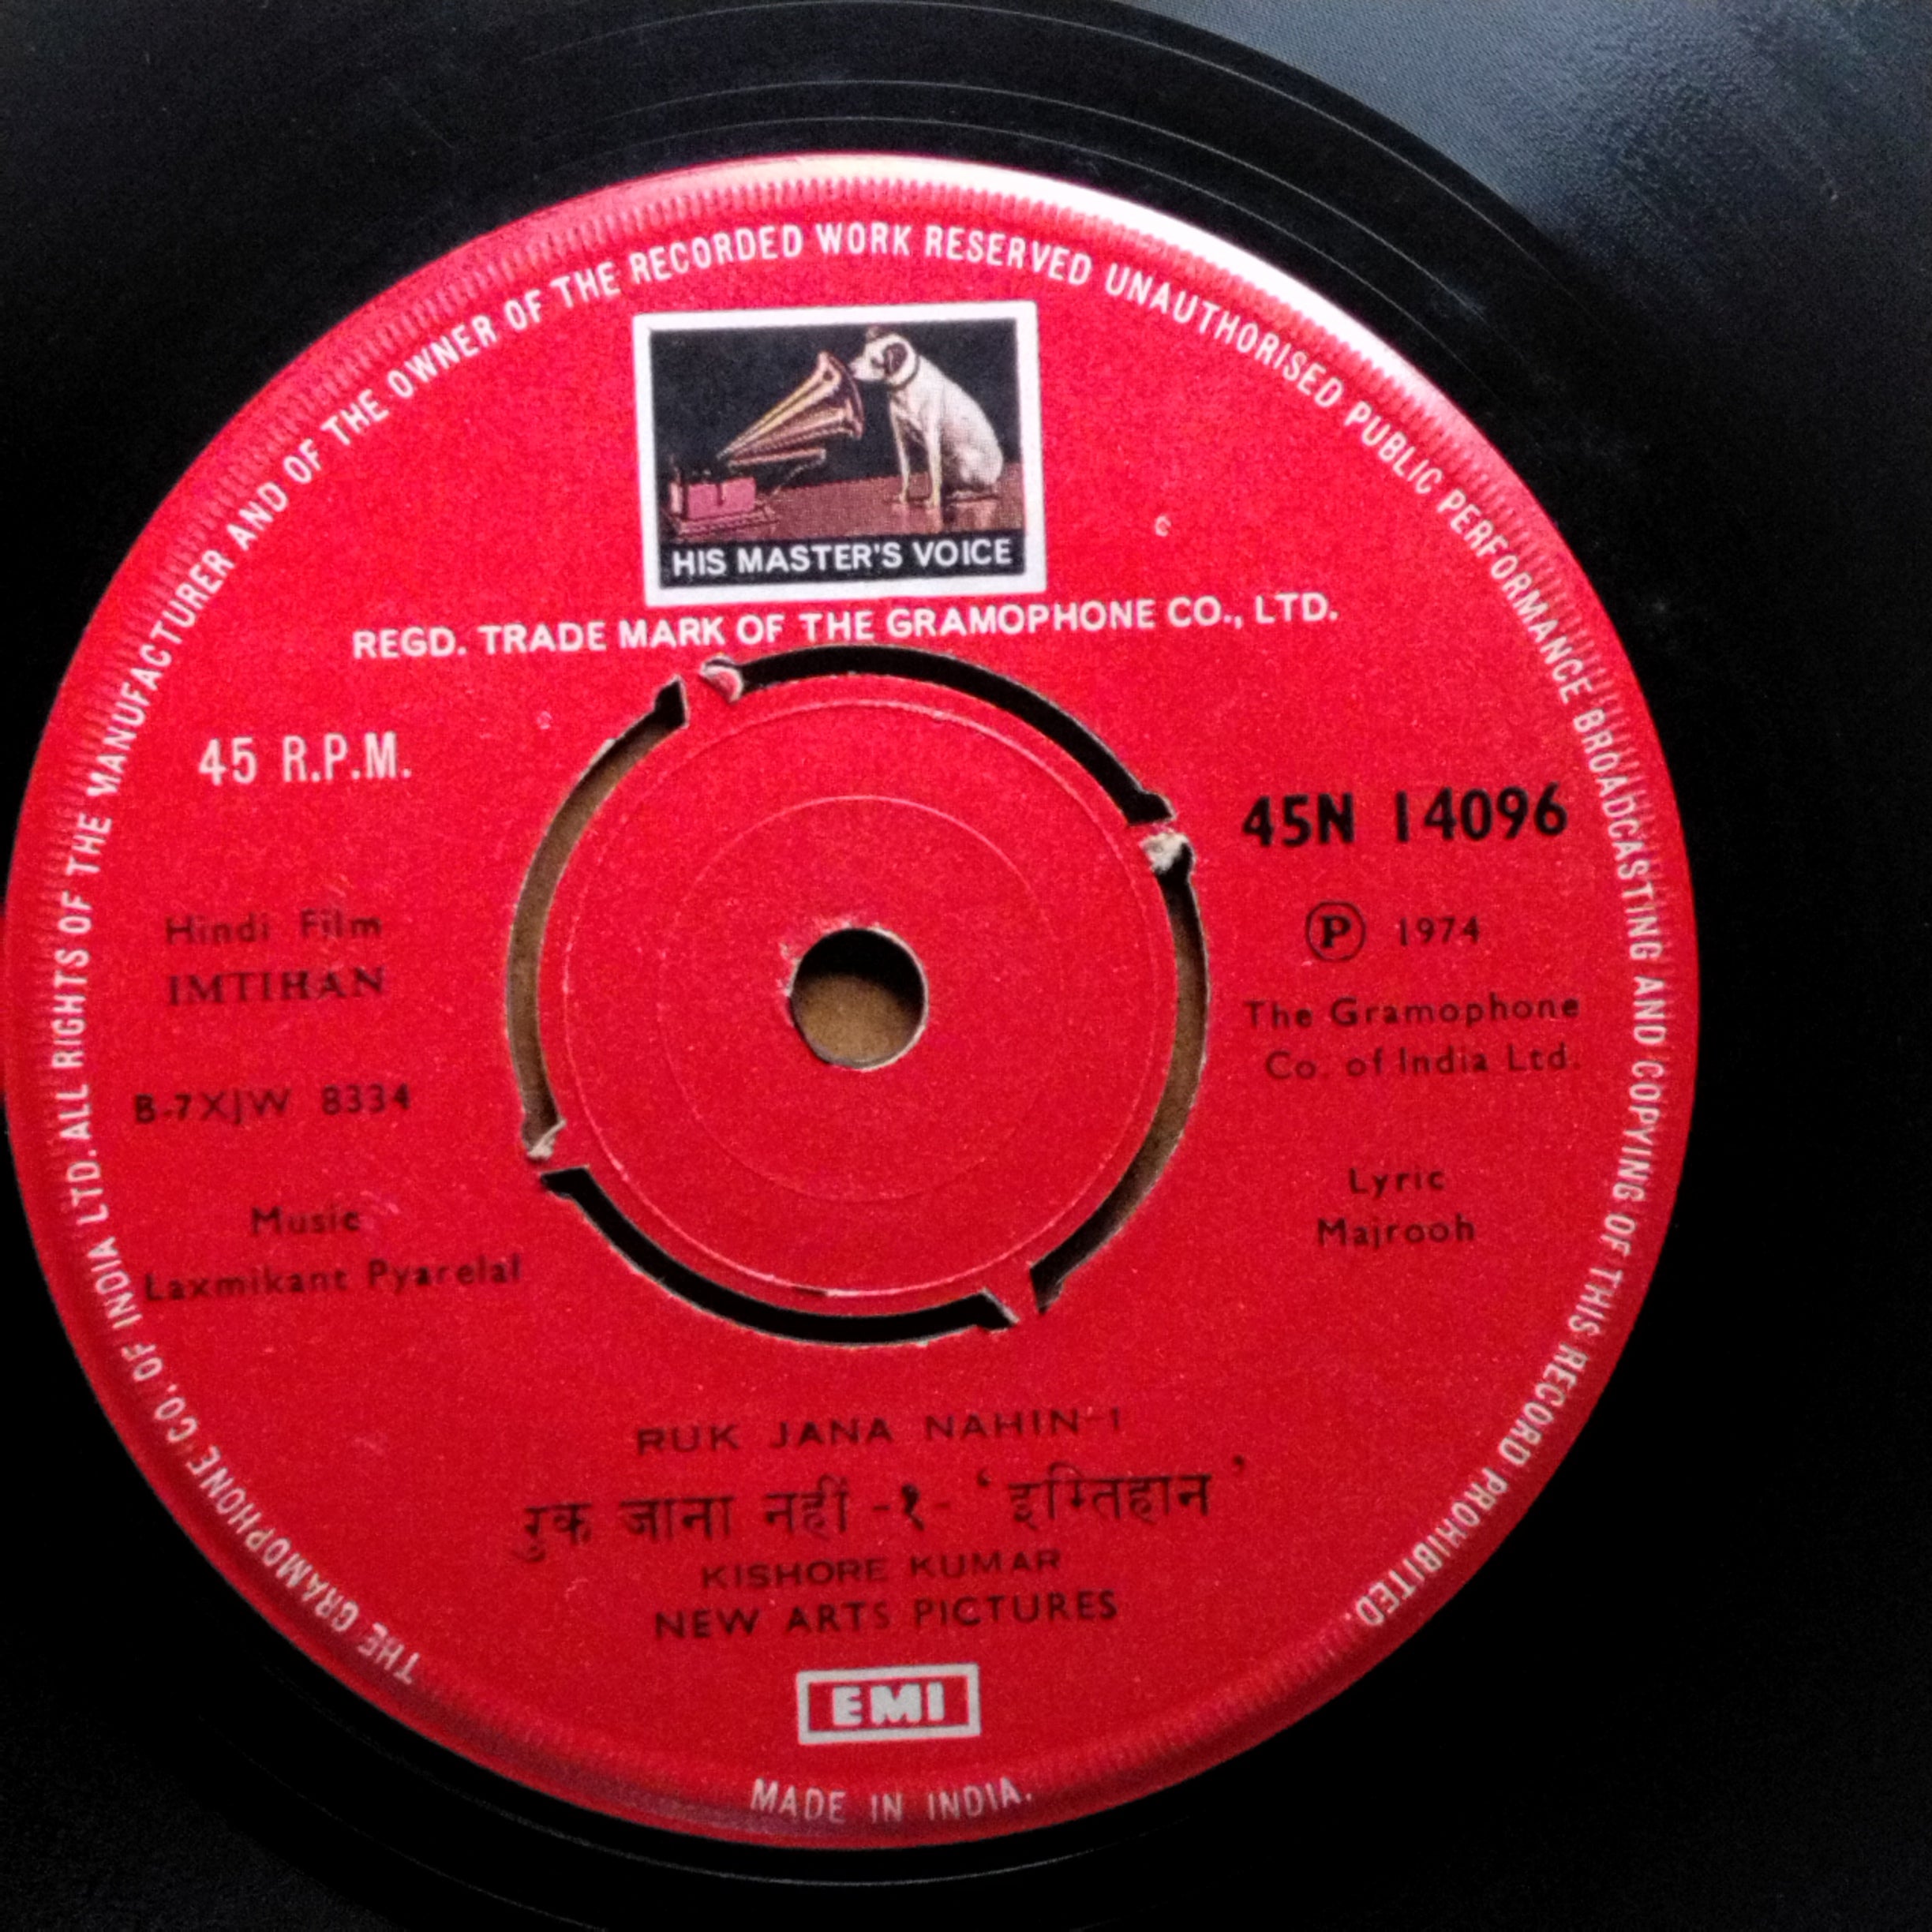 THE GRAMOPHONE CO. OF INDIA LTD. ALL RIGHTS OF THE MANUFACTURER AND OF THE OWNER OF THE RECORDED WORK RESERVED UNAUTHORISED PUBLIC PERFORMANCE BROADCASTING AND COPYING OF THIS RECORD PROHIBITED.
HIS MASTER'S VOICE
REGD. TRADE MARK OF THE GRAMOPHONE CO., LTD.
45 R.P.M.
45N 14096
Hindi Film
IMTIHAN
Ⓟ 1974
The Gramophone
Co. of India Ltd.
B-7XJW 8334
Music
Laxmikant Pyarelal
Lyric
Majrooh
RUK JANA NAHIN-1
रुक जाना नहीं -१- 'इम्तिहान'
KISHORE KUMAR
NEW ARTS PICTURES
EMI
MADE IN INDIA.